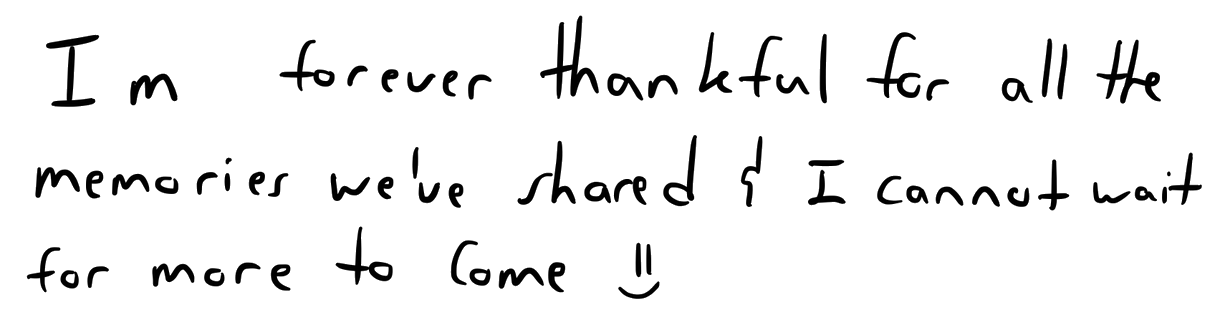 Im forever thankful for all the
memories we've shared & I cannot wait
for more to come :)